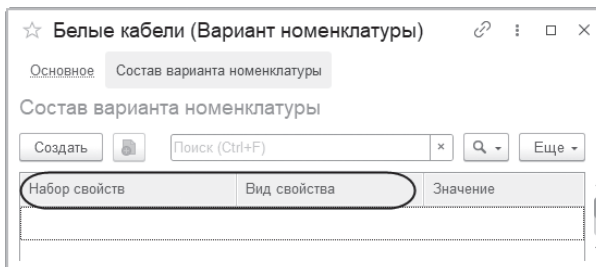 Белые кабели (Вариант номенклатуры)
Основное Состав варианта номенклатуры
Состав варианта номенклатуры
Создать Поиск (Ctrl+F) × Еще
Набор свойств Вид свойства Значение